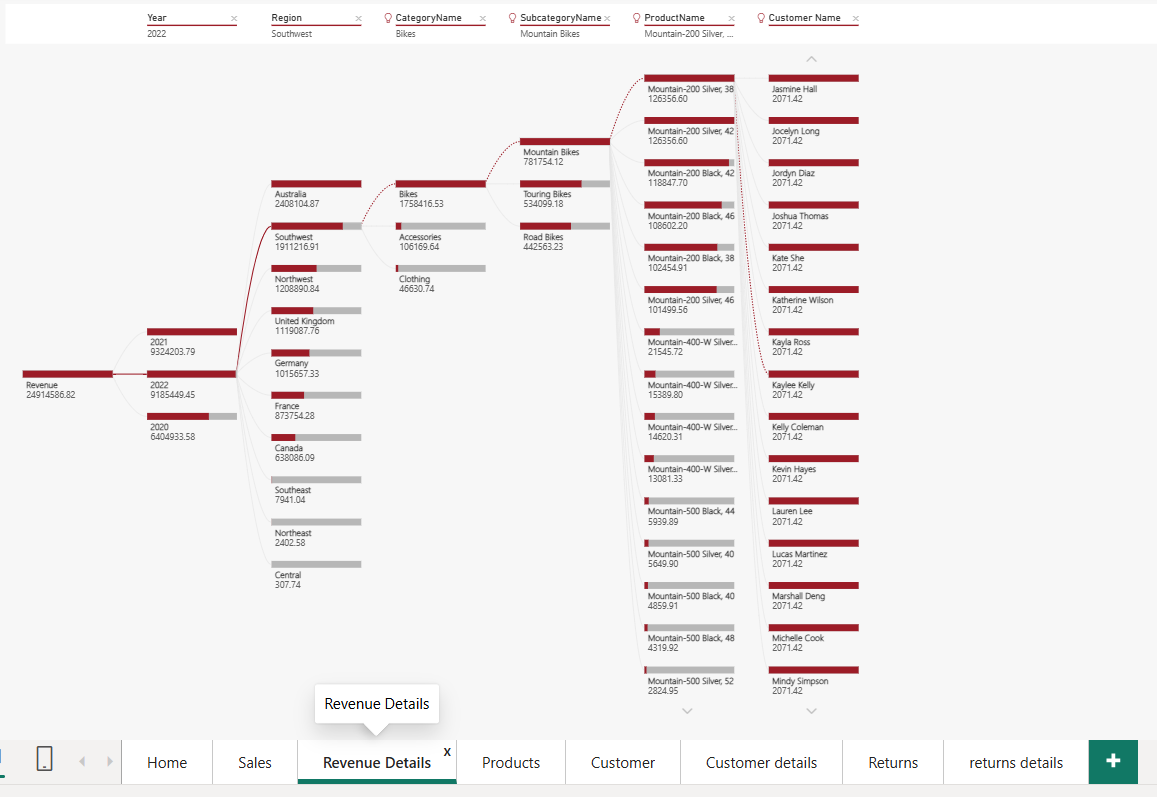 Year
2022
Region
Southwest
CategoryName
Bikes
SubcategoryName
Mountain Bikes
ProductName
Mountain-200 Silver, ...
Customer Name
Revenue
24914586.82
2021
9324203.79
2022
9185449.45
2020
6404933.58
Australia
2408104.87
Southwest
1911216.91
Northwest
1208890.84
United Kingdom
1119087.76
Germany
1015657.33
France
873754.28
Canada
638086.09
Southeast
7941.04
Northeast
2402.58
Central
307.74
Bikes
1758416.53
Accessories
106169.64
Clothing
46630.74
Mountain Bikes
781754.12
Touring Bikes
534099.18
Road Bikes
442563.23
Mountain-200 Silver, 38
126356.60
Mountain-200 Silver, 42
126356.60
Mountain-200 Black, 42
118847.70
Mountain-200 Black, 46
108602.20
Mountain-200 Black, 38
102454.91
Mountain-200 Silver, 46
101499.56
Mountain-400-W Silver...
21545.72
Mountain-400-W Silver...
15389.80
Mountain-400-W Silver...
14620.31
Mountain-400-W Silver...
13081.33
Mountain-500 Black, 44
5939.89
Mountain-500 Silver, 40
5649.90
Mountain-500 Black, 40
4859.91
Mountain-500 Black, 48
4319.92
Mountain-500 Silver, 52
2824.95
Jasmine Hall
2071.42
Jocelyn Long
2071.42
Jordyn Diaz
2071.42
Joshua Thomas
2071.42
Kate She
2071.42
Katherine Wilson
2071.42
Kayla Ross
2071.42
Kaylee Kelly
2071.42
Kelly Coleman
2071.42
Kevin Hayes
2071.42
Lauren Lee
2071.42
Lucas Martinez
2071.42
Marshall Deng
2071.42
Michelle Cook
2071.42
Mindy Simpson
2071.42
Revenue Details
Home
Sales
Revenue Details
x
Products
Customer
Customer details
Returns
returns details
+